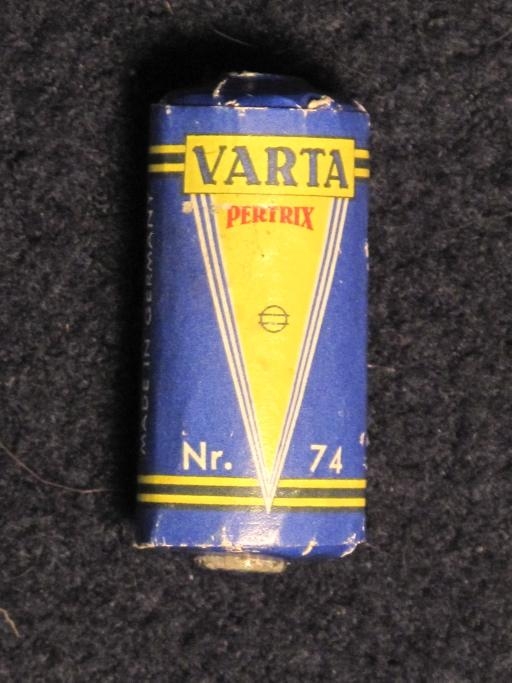 VARTA
PERTRIX
Nr. 74
MADE IN GERMANY